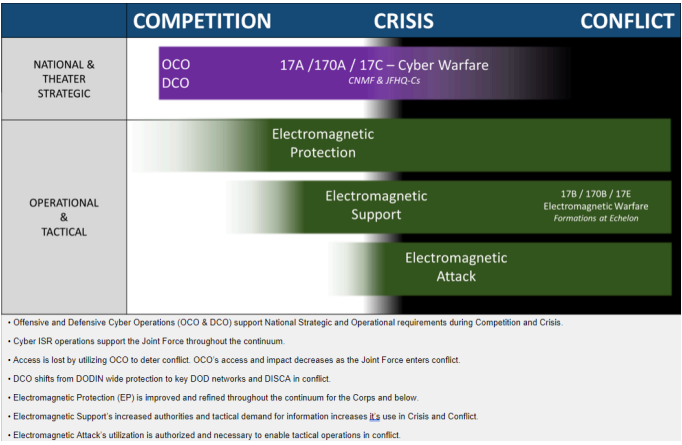 COMPETITION CRISIS CONFLICT
NATIONAL &
THEATER
STRATEGIC
OCO
DCO
17A /170A / 17C – Cyber Warfare
CNMF & JFHQ-Cs
OPERATIONAL
&
TACTICAL
Electromagnetic
Protection
Electromagnetic
Support
17B / 170B / 17E
Electromagnetic Warfare
Formations at Echelon
Electromagnetic
Attack
• Offensive and Defensive Cyber Operations (OCO & DCO) support National Strategic and Operational requirements during Competition and Crisis.
• Cyber ISR operations support the Joint Force throughout the continuum.
• Access is lost by utilizing OCO to deter conflict. OCO's access and impact decreases as the Joint Force enters conflict.
• DCO shifts from DODIN wide protection to key DOD networks and DISCA in conflict.
• Electromagnetic Protection (EP) is improved and refined throughout the continuum for the Corps and below.
• Electromagnetic Support's increased authorities and tactical demand for information increases it's use in Crisis and Conflict.
• Electromagnetic Attack's utilization is authorized and necessary to enable tactical operations in conflict.